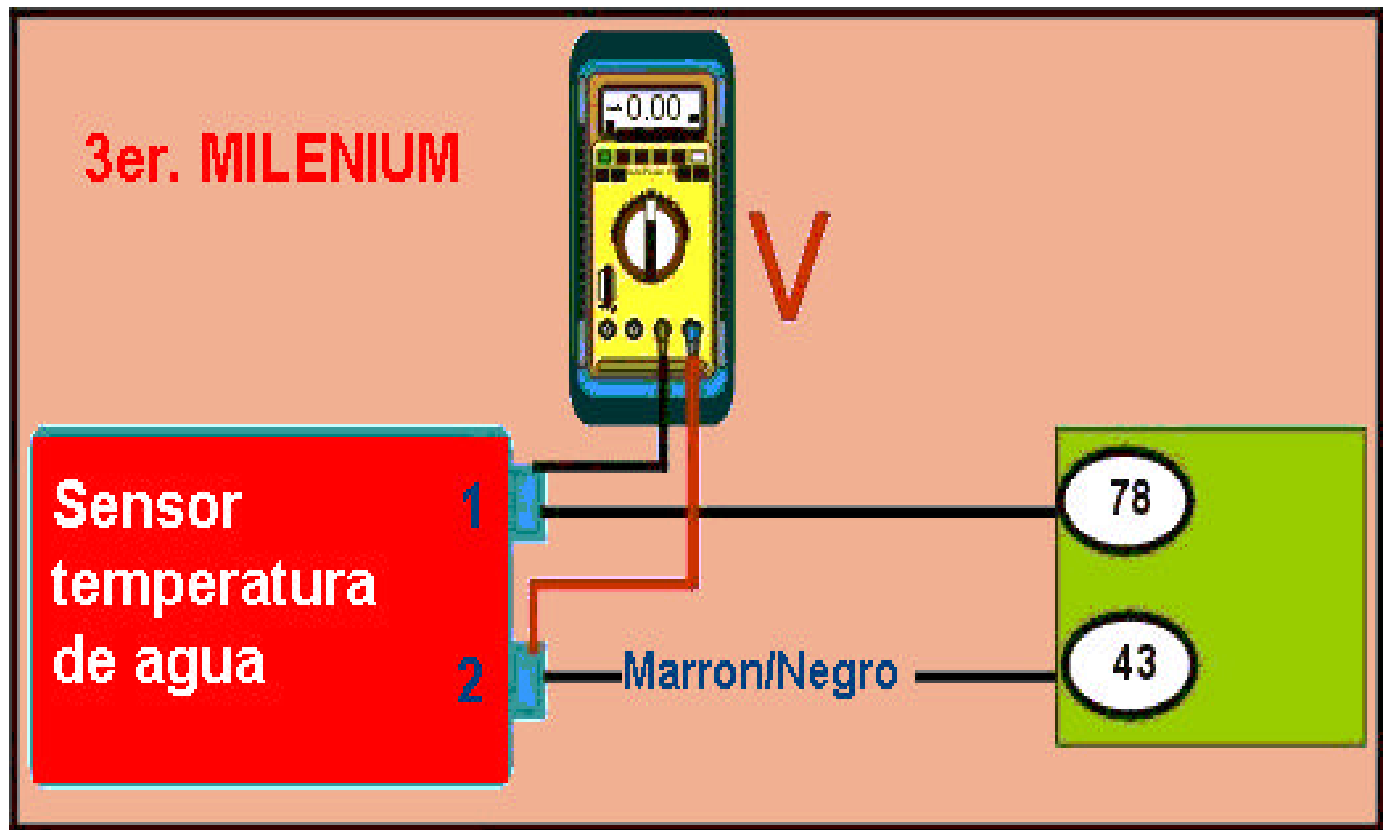 3er. MILENIUM
-0.00
V
Sensor
temperatura
de agua
1
2
Marron/Negro
78
43